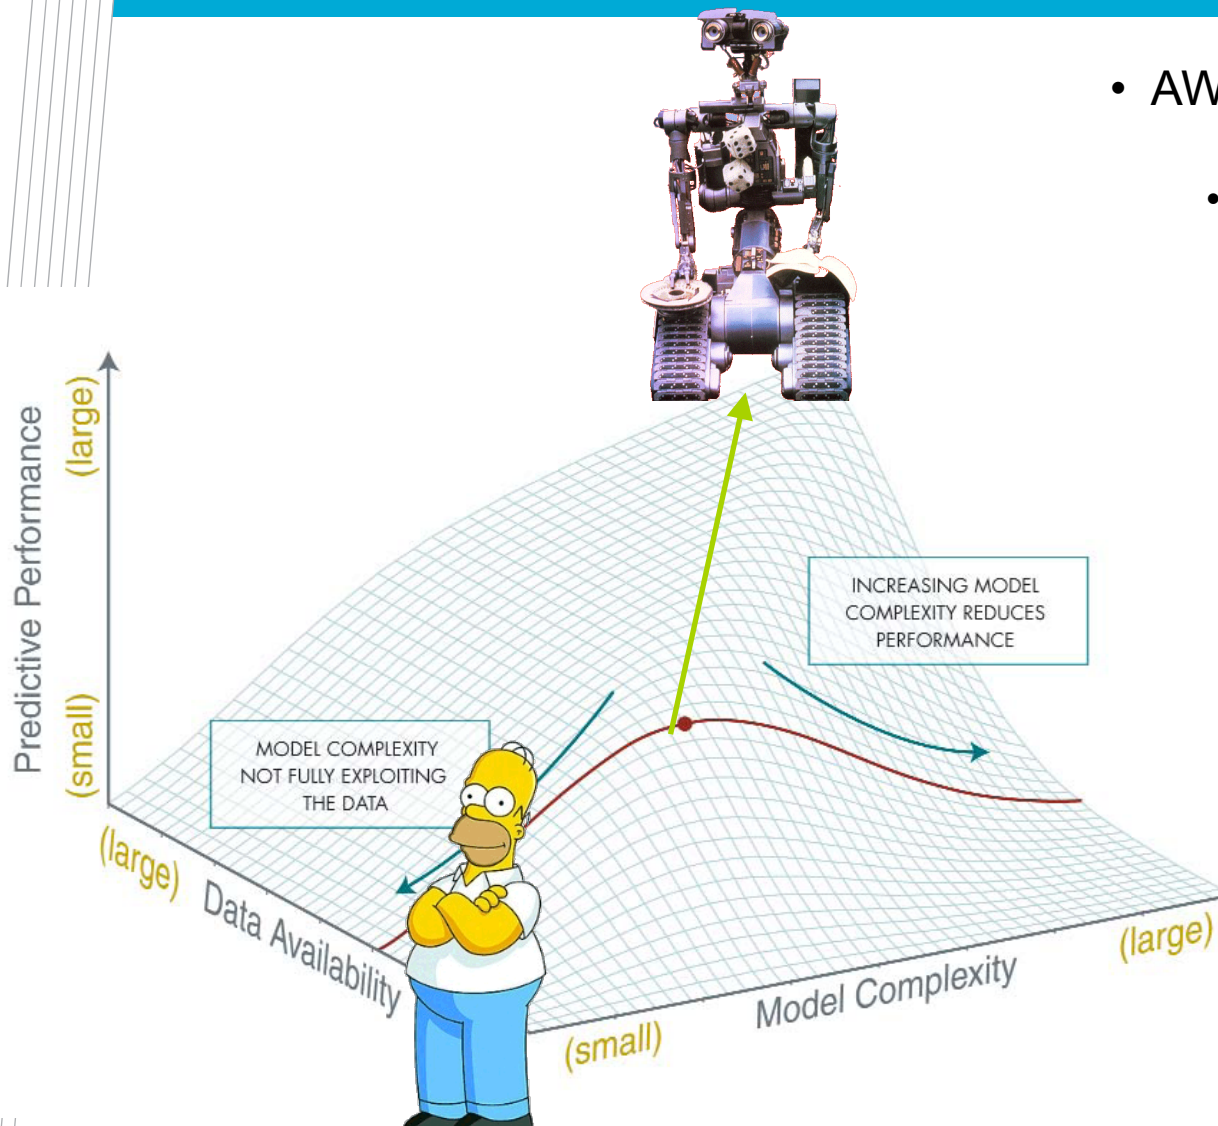 • AW
•
Predictive Performance
(large)
(small)
INCREASING MODEL
COMPLEXITY REDUCES
PERFORMANCE
MODEL COMPLEXITY
NOT FULLY EXPLOITING
THE DATA
(large)
Data Availability
(small)
Model Complexity
(large)